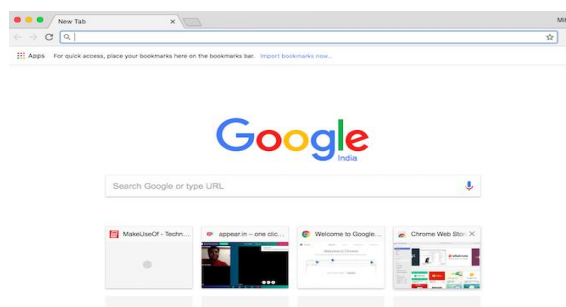 New Tab
Apps For quick access, place your bookmarks here on the bookmarks bar. Import bookmarks now...
Google
India
Search Google or type URL
MakeUseOf - Techn...
appear.in – one clic...
Welcome to Google...
Chrome Web Stor